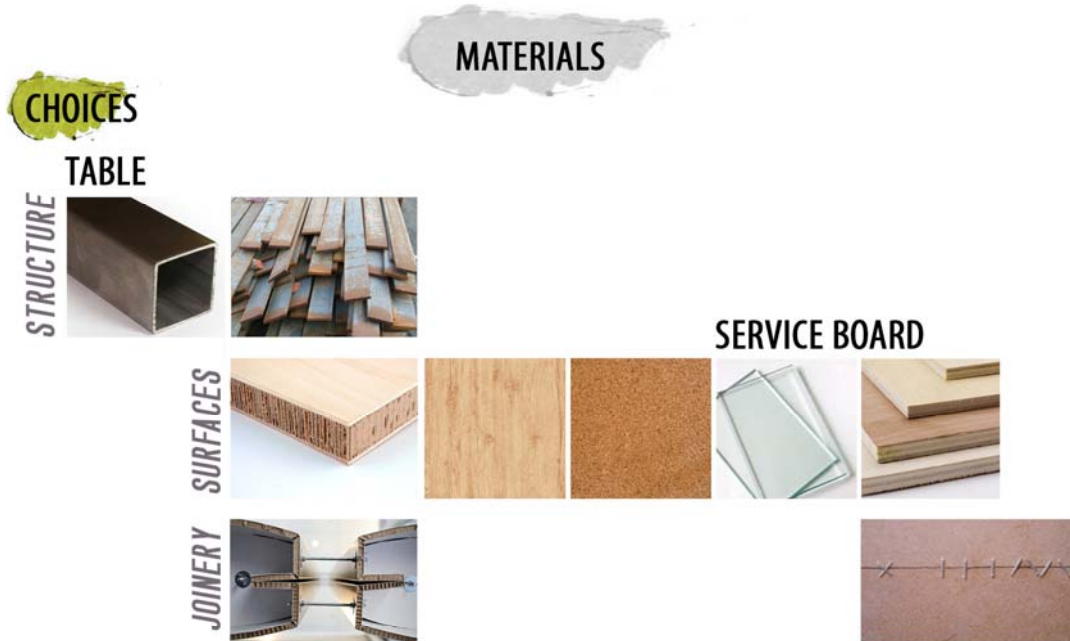 MATERIALS
CHOICES
TABLE
STRUCTURE
SERVICE BOARD
SURFACES
JOINERY